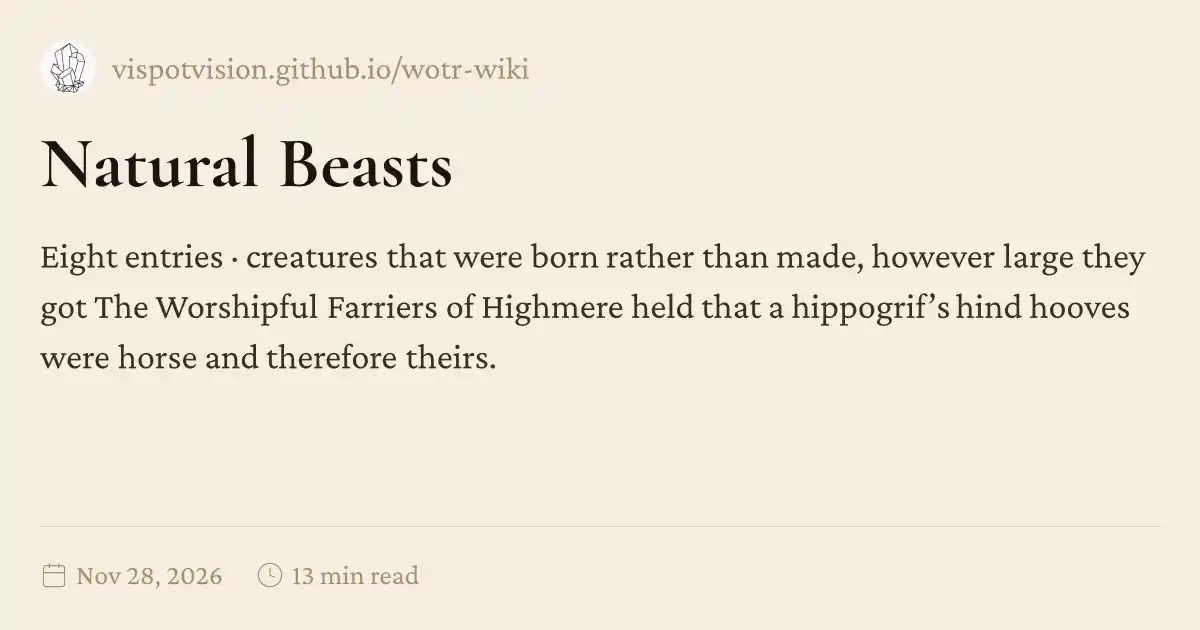 vispotvision.github.io/wotr-wiki
Natural Beasts
Eight entries · creatures that were born rather than made, however large they
got The Worshipful Farriers of Highmere held that a hippogrif’s hind hooves
were horse and therefore theirs.
Nov 28, 2026
13 min read